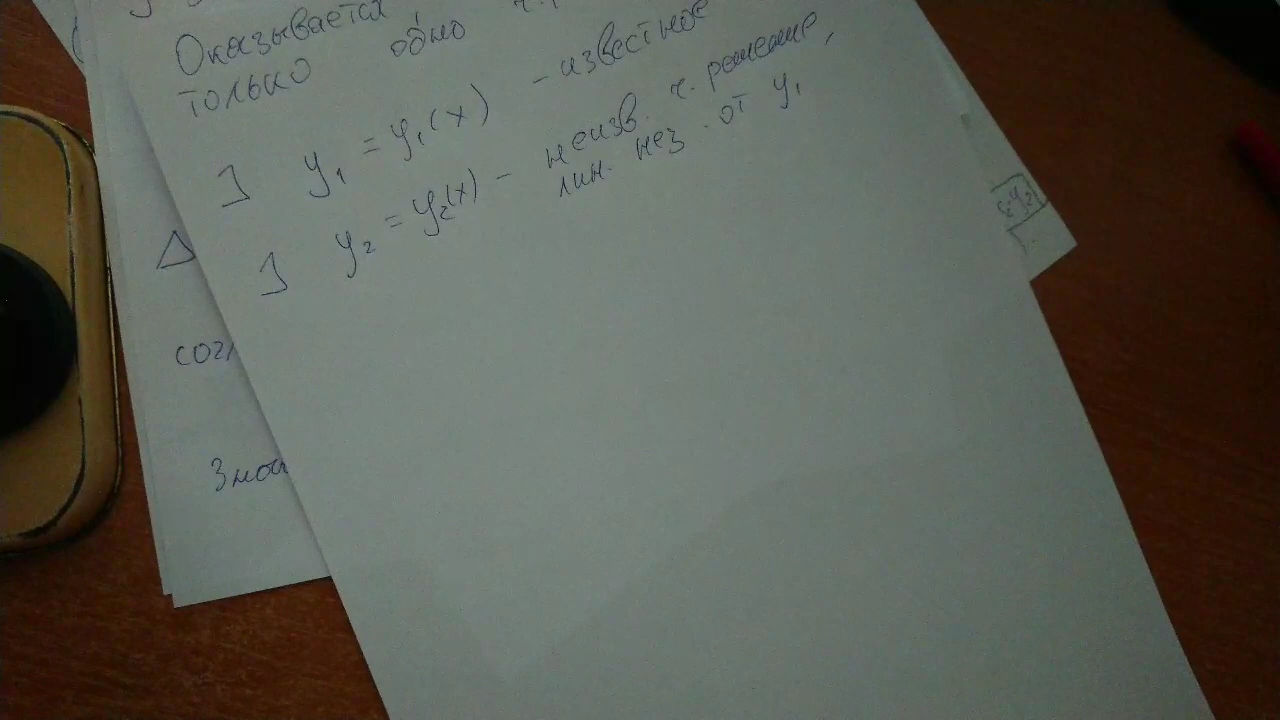 Оказывается
только одно
] y₁ = y₁(x) - известное
] y₂ = y₂(x) - неизв. ч. решение,
лин. нез. от y₁
Δ